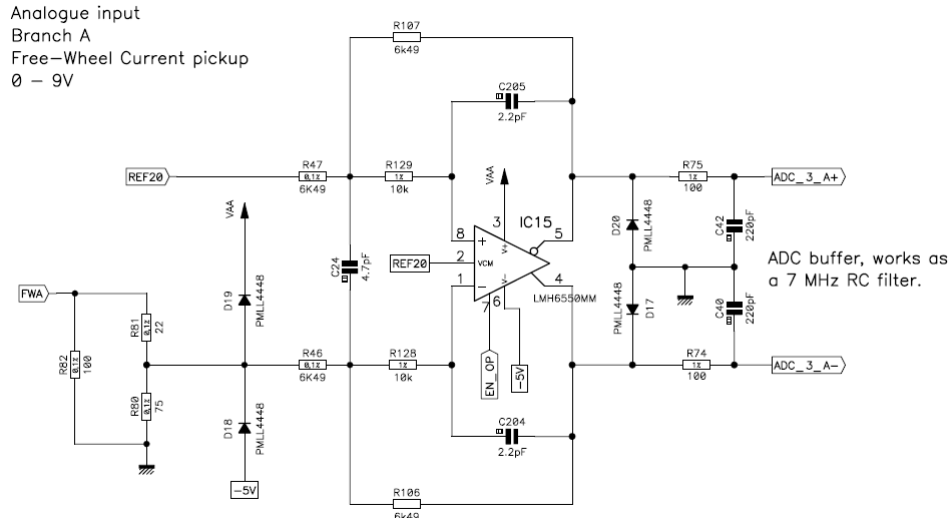 Analogue input
Branch A
Free-Wheel Current pickup
0 - 9V
R107
6k49
C205
2.2pF
R47
0,1%
6K49
R129
1%
10k
REF20
VAA
VAA
3
V+
IC15
8
+
5
2
VCM
REF20
1
-
4
V-
6
7
LMH6550MM
EN_OP
-5V
C24
4.7pF
R75
1%
100
ADC_3_A+
D20
PMLL4448
C42
220pF
ADC buffer, works as
a 7 MHz RC filter.
PMLL4448
D17
C40
220pF
R74
1%
100
ADC_3_A-
FWA
R82
0,1%
100
R81
0,1%
22
R80
0,1%
75
D19
PMLL4448
D18
PMLL4448
-5V
R46
0,1%
6K49
R128
1%
10k
C204
2.2pF
R106
6k49